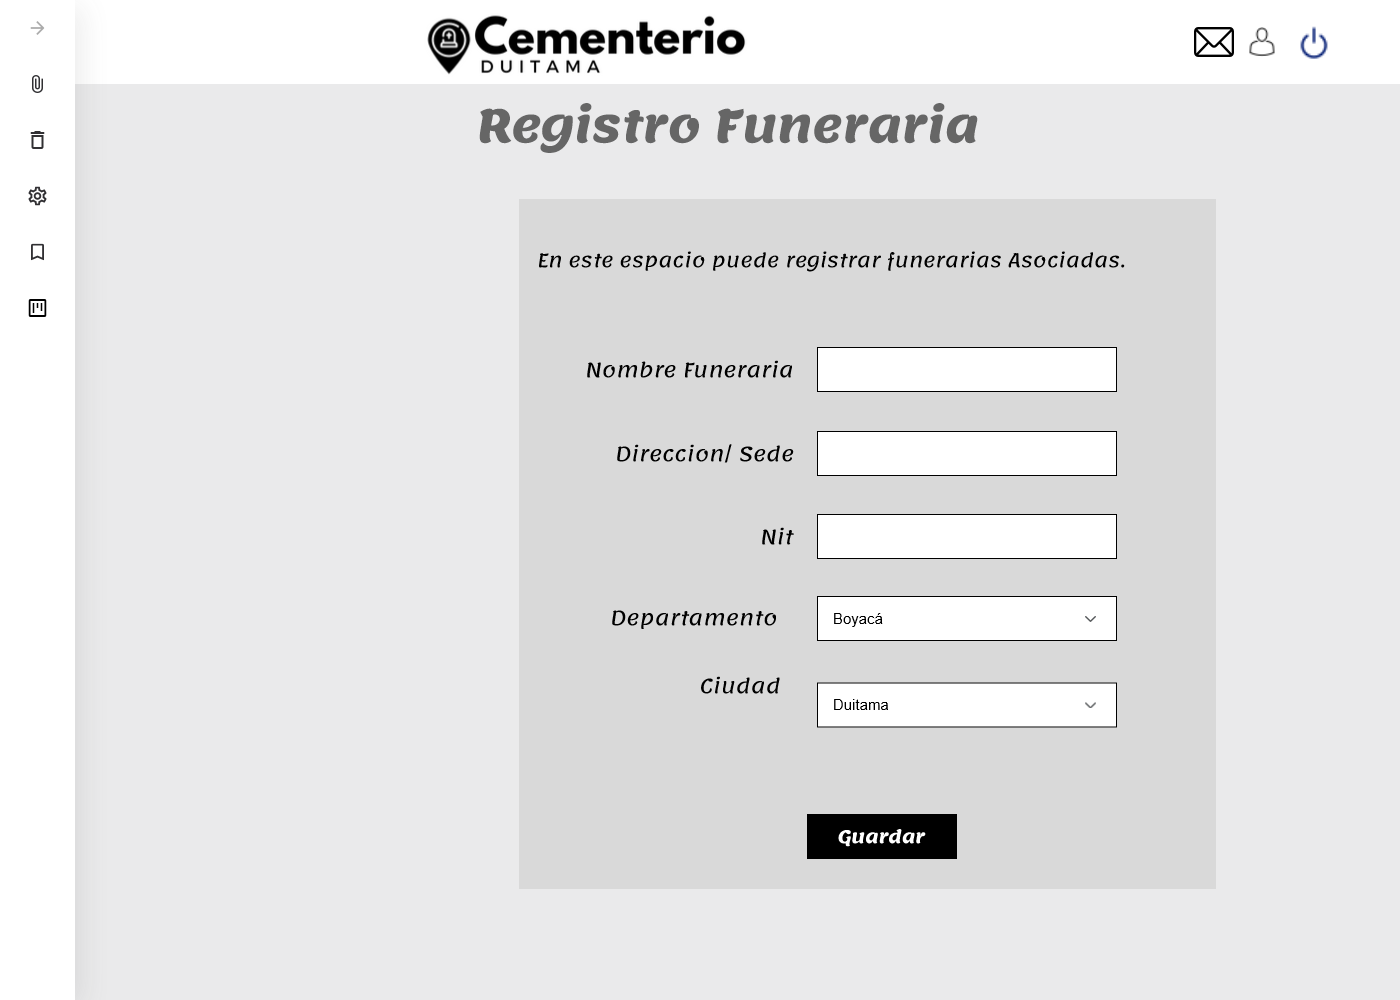 Cementerio
DUITAMA
Registro Funeraria
En este espacio puede registrar funerarias Asociadas.
Nombre Funeraria
Direccion/ Sede
Nit
Departamento
Boyacá
Ciudad
Duitama
Guardar